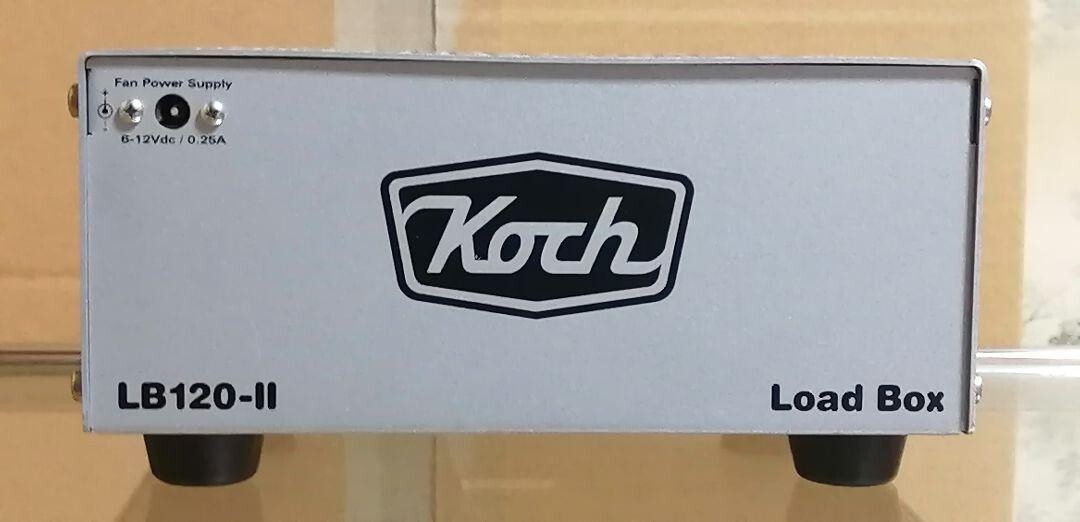 Fan Power Supply
+
-
6-12Vdc / 0.25A
Koch
LB120-II
Load Box